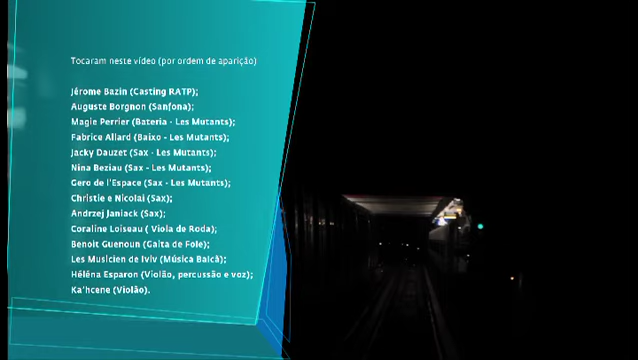 Tocaram neste vídeo (por ordem de aparição)
Jérome Bazin (Casting RATP);
Auguste Borgnon (Sanfona);
Magie Perrier (Bateria - Les Mutants);
Fabrice Allard (Baixo - Les Mutants);
Jacky Dauzet (Sax - Les Mutants);
Nina Beziau (Sax - Les Mutants);
Gero de l'Espace (Sax - Les Mutants);
Christie e Nicolai (Sax);
Andrzej Janiack (Sax);
Coraline Loiseau ( Viola de Roda);
Benoit Guenoun (Gaita de Fole);
Les Musicien de Iviv (Música Balcã);
Héléna Esparon (Violão, percussão e voz);
Ka'hcene (Violão).